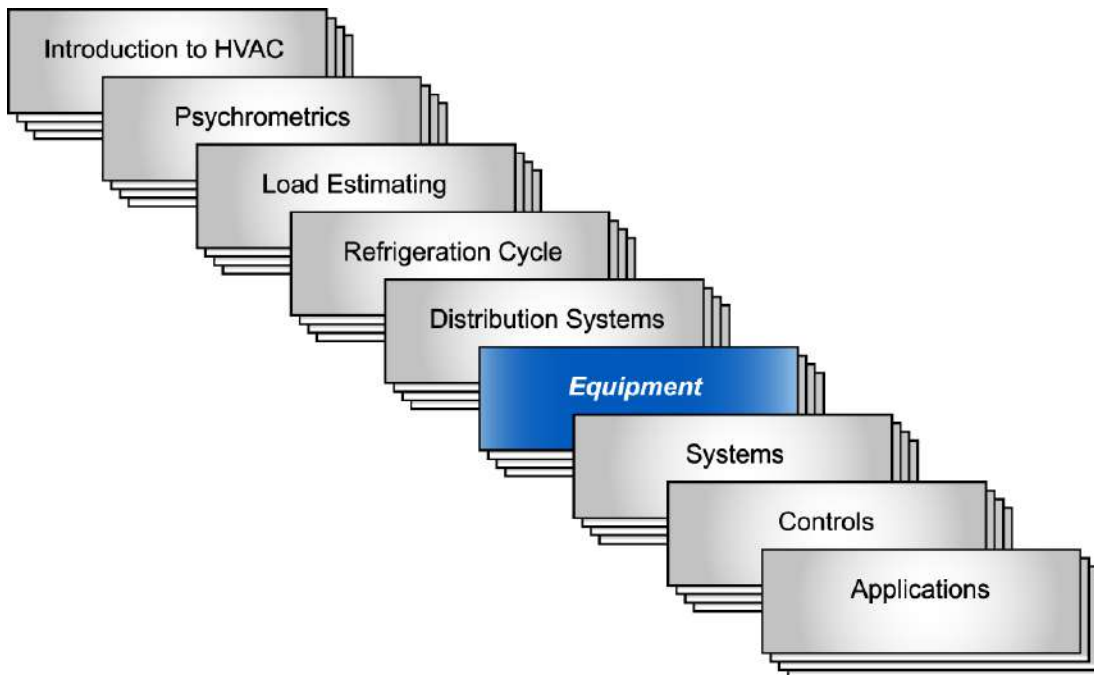 Introduction to HVAC
Psychrometrics
Load Estimating
Refrigeration Cycle
Distribution Systems
Equipment
Systems
Controls
Applications